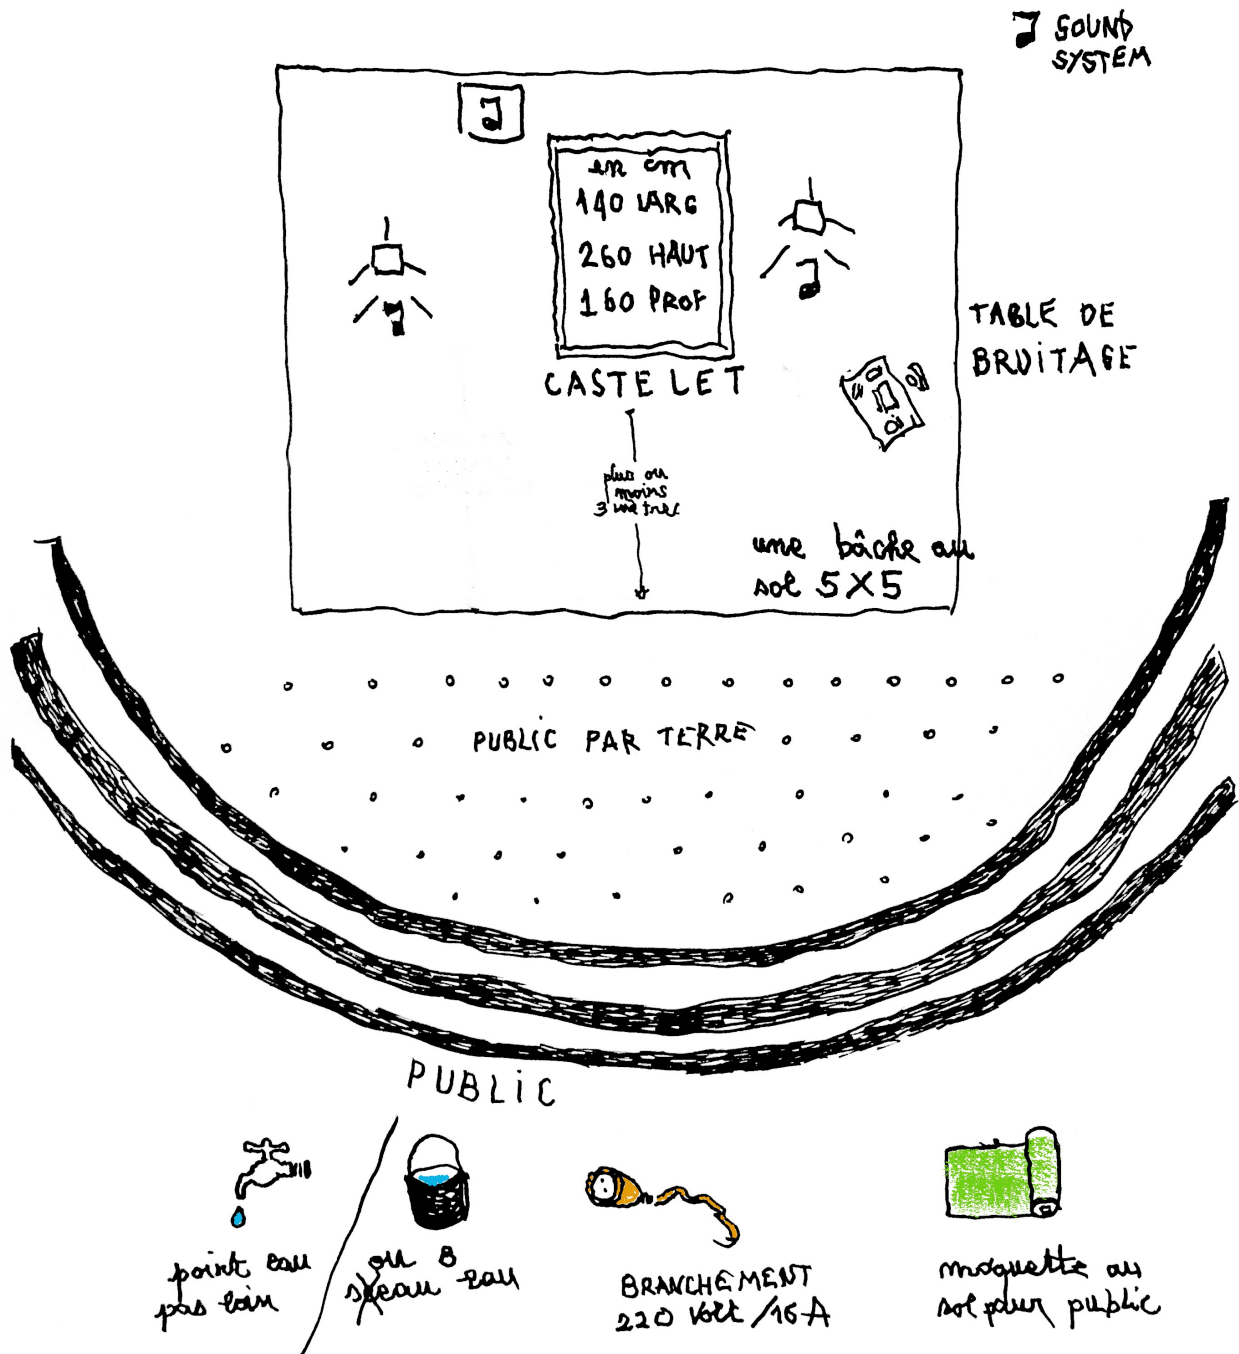 SOUND
SYSTEM
en cm
140 LARG
260 HAUT
160 PROF
CASTELET
TABLE DE
BRUiTAGE
plus ou
moins
3 mètres
une bâche au
sol 5X5
PUBLiC PAR TERRE
PUBLiC
point eau
pas loin
ou 8
seau eau
BRANCHEMENT
220 Volt /16A
moquette au
sol pour public